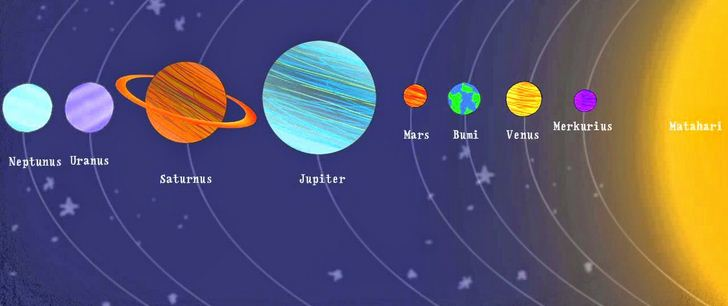 Neptunus
Uranus
Saturnus
Jupiter
Mars
Bumi
Venus
Merkurius
Matahari